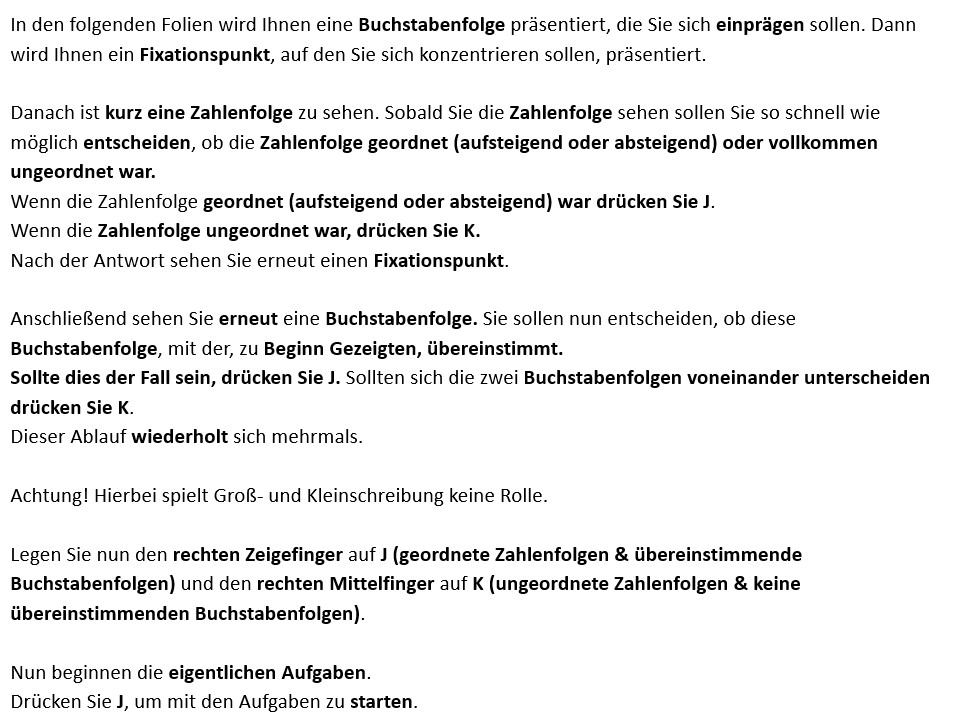 In den folgenden Folien wird Ihnen eine Buchstabenfolge präsentiert, die Sie sich einprägen sollen. Dann
wird Ihnen ein Fixationspunkt, auf den Sie sich konzentrieren sollen, präsentiert.
Danach ist kurz eine Zahlenfolge zu sehen. Sobald Sie die Zahlenfolge sehen sollen Sie so schnell wie
möglich entscheiden, ob die Zahlenfolge geordnet (aufsteigend oder absteigend) oder vollkommen
ungeordnet war.
Wenn die Zahlenfolge geordnet (aufsteigend oder absteigend) war drücken Sie J.
Wenn die Zahlenfolge ungeordnet war, drücken Sie K.
Nach der Antwort sehen Sie erneut einen Fixationspunkt.
Anschließend sehen Sie erneut eine Buchstabenfolge. Sie sollen nun entscheiden, ob diese
Buchstabenfolge, mit der, zu Beginn Gezeigten, übereinstimmt.
Sollte dies der Fall sein, drücken Sie J. Sollten sich die zwei Buchstabenfolgen voneinander unterscheiden
drücken Sie K.
Dieser Ablauf wiederholt sich mehrmals.
Achtung! Hierbei spielt Groß- und Kleinschreibung keine Rolle.
Legen Sie nun den rechten Zeigefinger auf J (geordnete Zahlenfolgen & übereinstimmende
Buchstabenfolgen) und den rechten Mittelfinger auf K (ungeordnete Zahlenfolgen & keine
übereinstimmenden Buchstabenfolgen).
Nun beginnen die eigentlichen Aufgaben.
Drücken Sie J, um mit den Aufgaben zu starten.